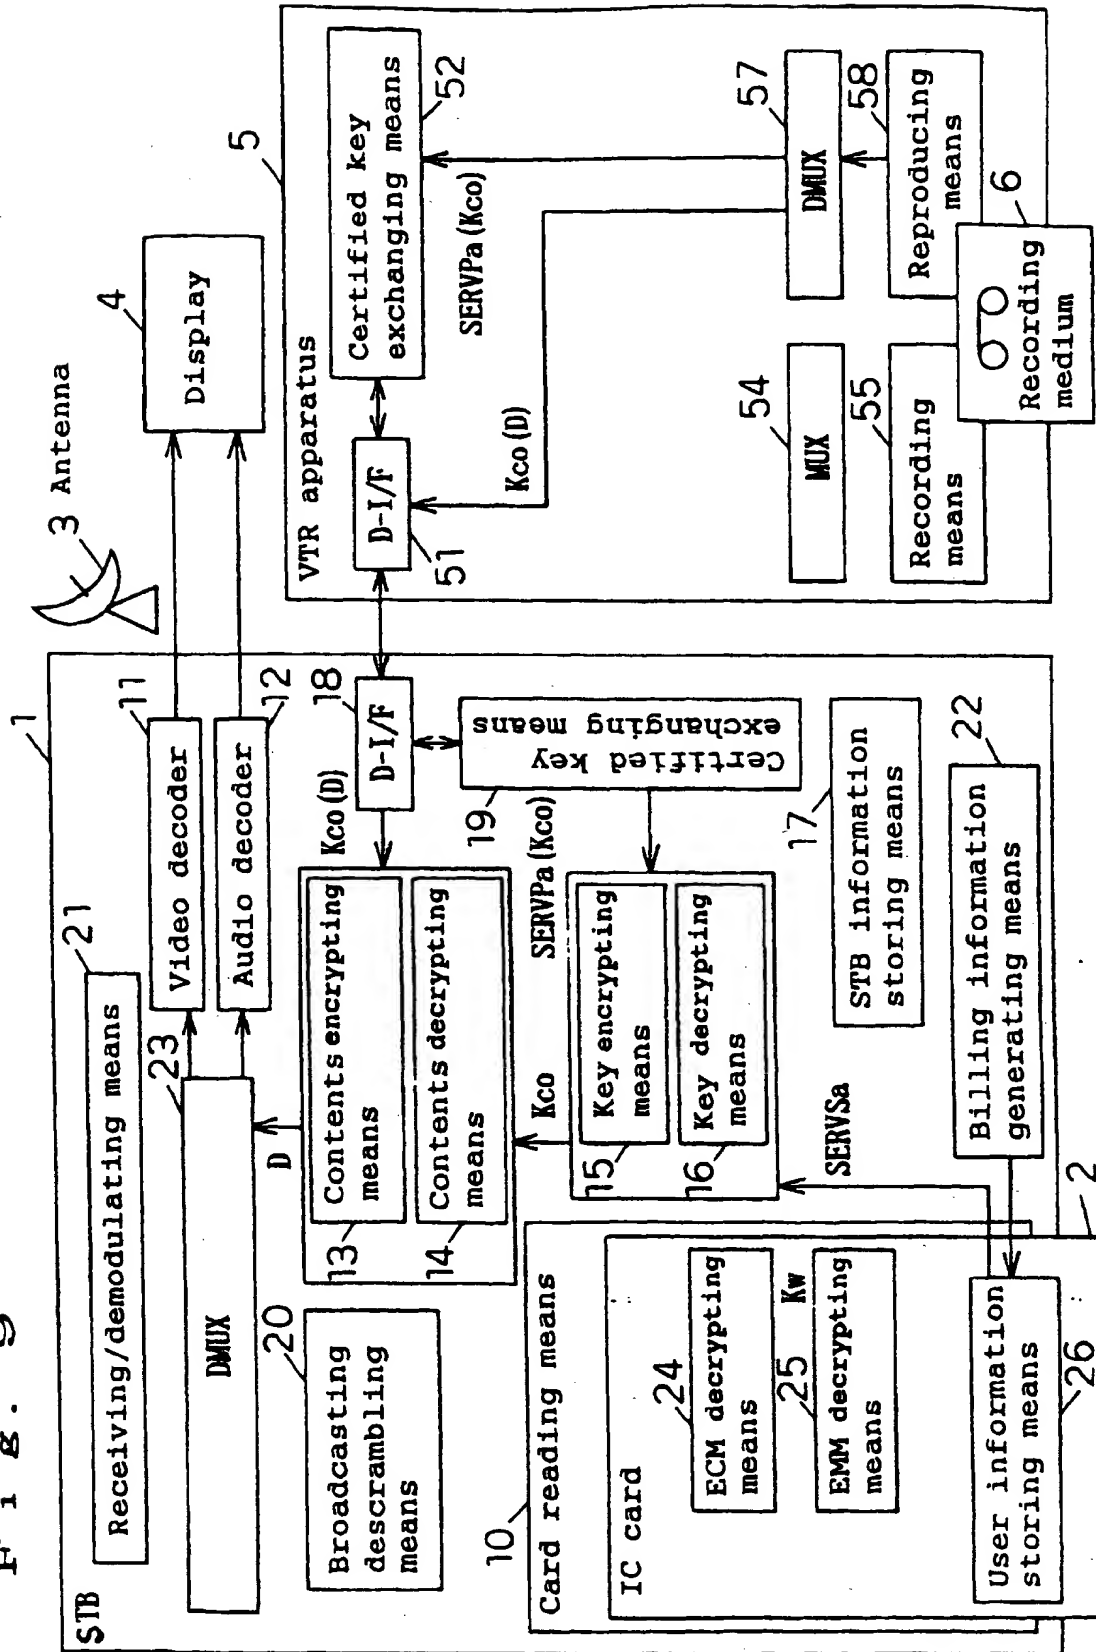 Fig. 9
STB
1
Receiving/demodulating means
21
DMUX
23
Video decoder
11
Audio decoder
12
3 Antenna
4
Display
Broadcasting
descrambling
means
20
D
Contents encrypting
means
13
Contents decrypting
means
14
Kco(D)
D-I/F
18
Certified key
exchanging means
19
Kco
SERVPa(Kco)
Key encrypting
means
15
Key decrypting
means
16
SERVSa
STB information
storing means
17
Billing information
generating means
22
10
Card reading means
IC card
2
24
ECM decrypting
means
25
Kw
EMM decrypting
means
User information
storing means
26
VTR apparatus
5
D-I/F
51
Certified key
exchanging means
52
SERVPa(Kco)
Kco(D)
MUX
54
DMUX
57
Recording
means
55
Reproducing
means
58
Recording
medium
6